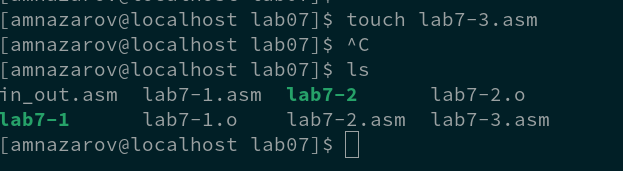 [amnazarov@localhost lab07]$ touch lab7-3.asm
[amnazarov@localhost lab07]$ ^C
[amnazarov@localhost lab07]$ ls
in_out.asm lab7-1.asm lab7-2 lab7-2.o
lab7-1 lab7-1.o lab7-2.asm lab7-3.asm
[amnazarov@localhost lab07]$